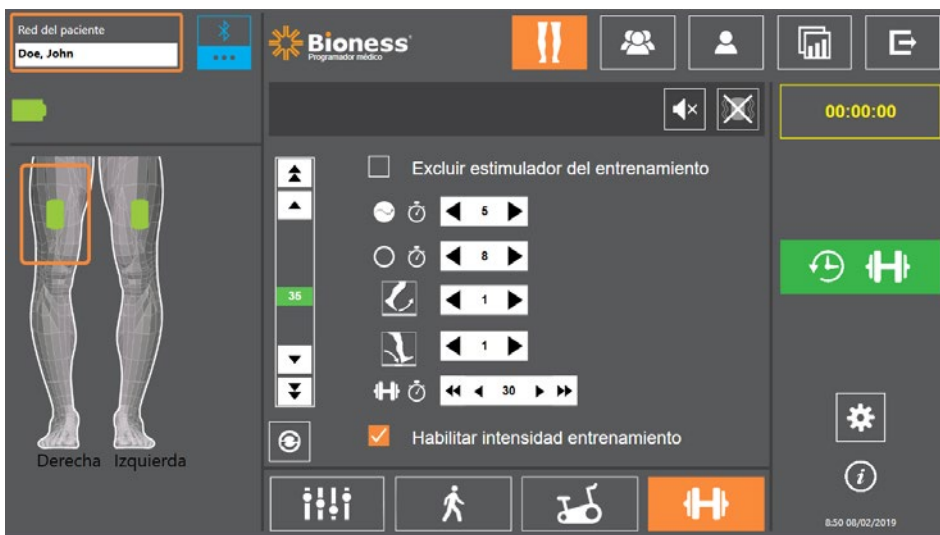 Red del paciente
Doe, John
Bioness
Programador médico
00:00:00
Excluir estimulador del entrenamiento
5
8
35
1
1
30
Habilitar intensidad entrenamiento
Derecha Izquierda
i
8:50 08/02/2019